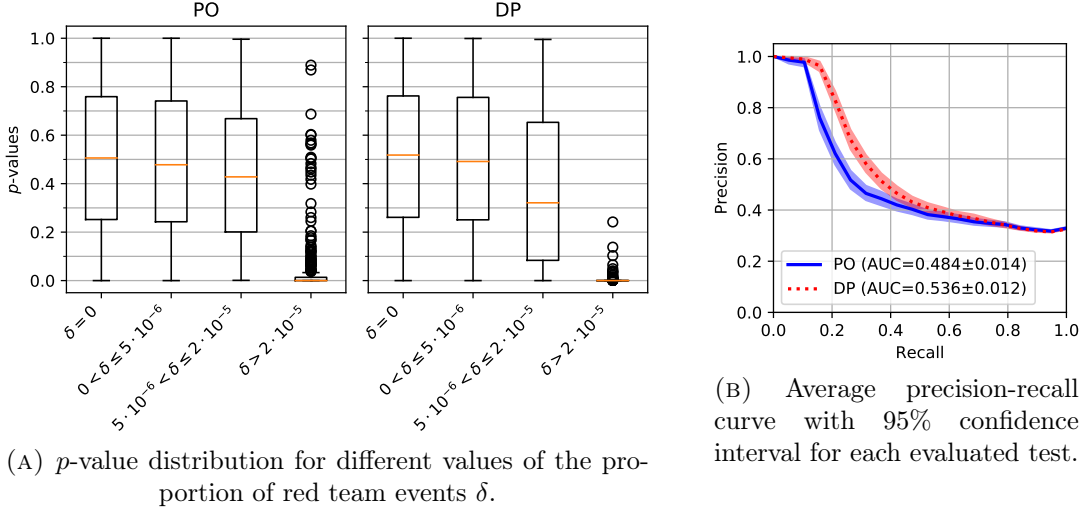 PO
DP
p-values
1.0
0.8
0.6
0.4
0.2
0.0
δ = 0
0 < δ ≤ 5 · 10⁻⁶
5 · 10⁻⁶ < δ ≤ 2 · 10⁻⁵
δ > 2 · 10⁻⁵
δ = 0
0 < δ ≤ 5 · 10⁻⁶
5 · 10⁻⁶ < δ ≤ 2 · 10⁻⁵
δ > 2 · 10⁻⁵
(A) p-value distribution for different values of the pro-
portion of red team events δ.
Precision
1.0
0.8
0.6
0.4
0.2
0.0
PO (AUC=0.484±0.014)
DP (AUC=0.536±0.012)
0.0 0.2 0.4 0.6 0.8 1.0
Recall
(B) Average precision-recall
curve with 95% confidence
interval for each evaluated test.